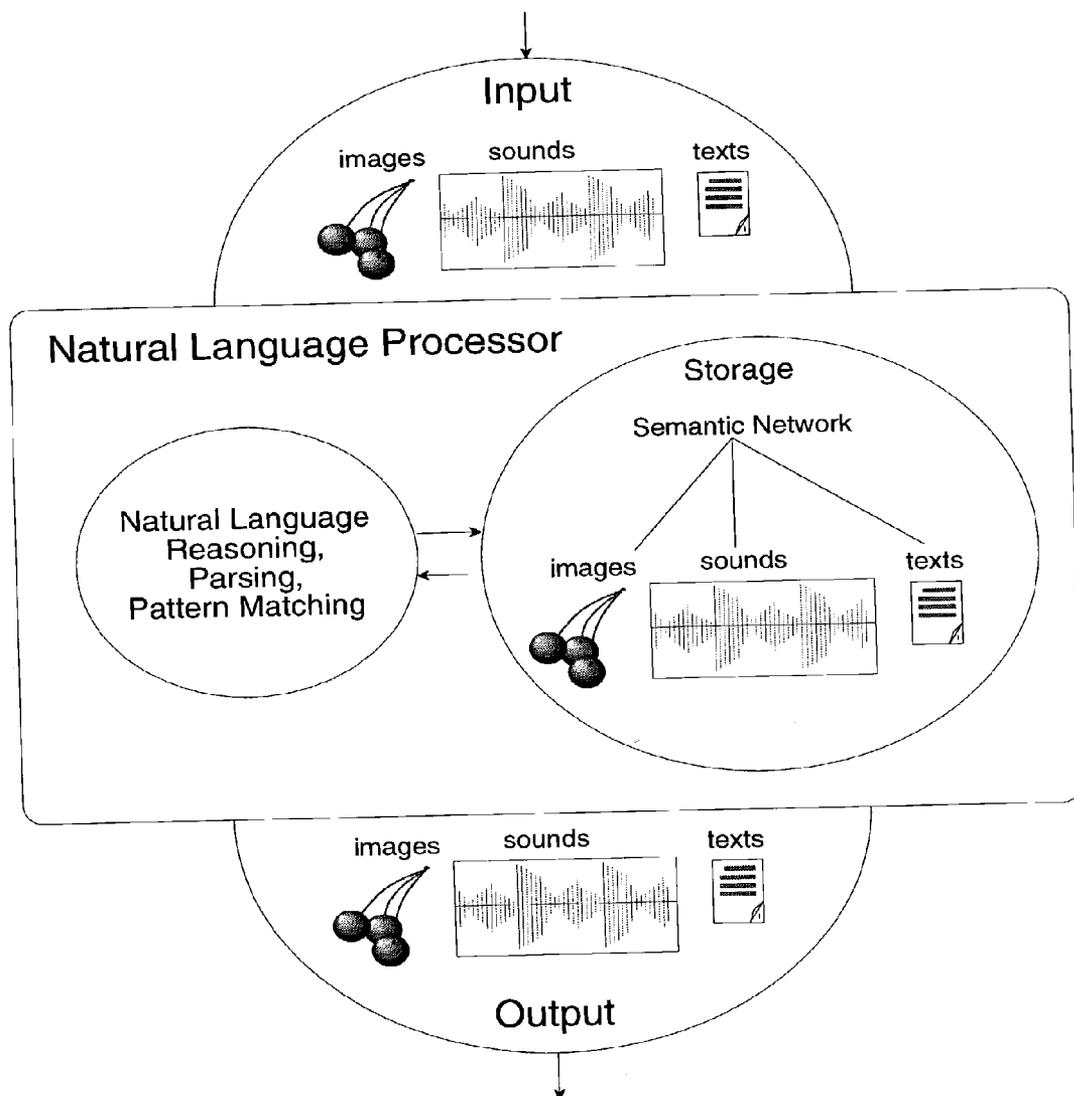 Input
images sounds texts
Natural Language Processor
Storage
Semantic Network
Natural Language
Reasoning,
Parsing,
Pattern Matching
images sounds texts
images sounds texts
Output